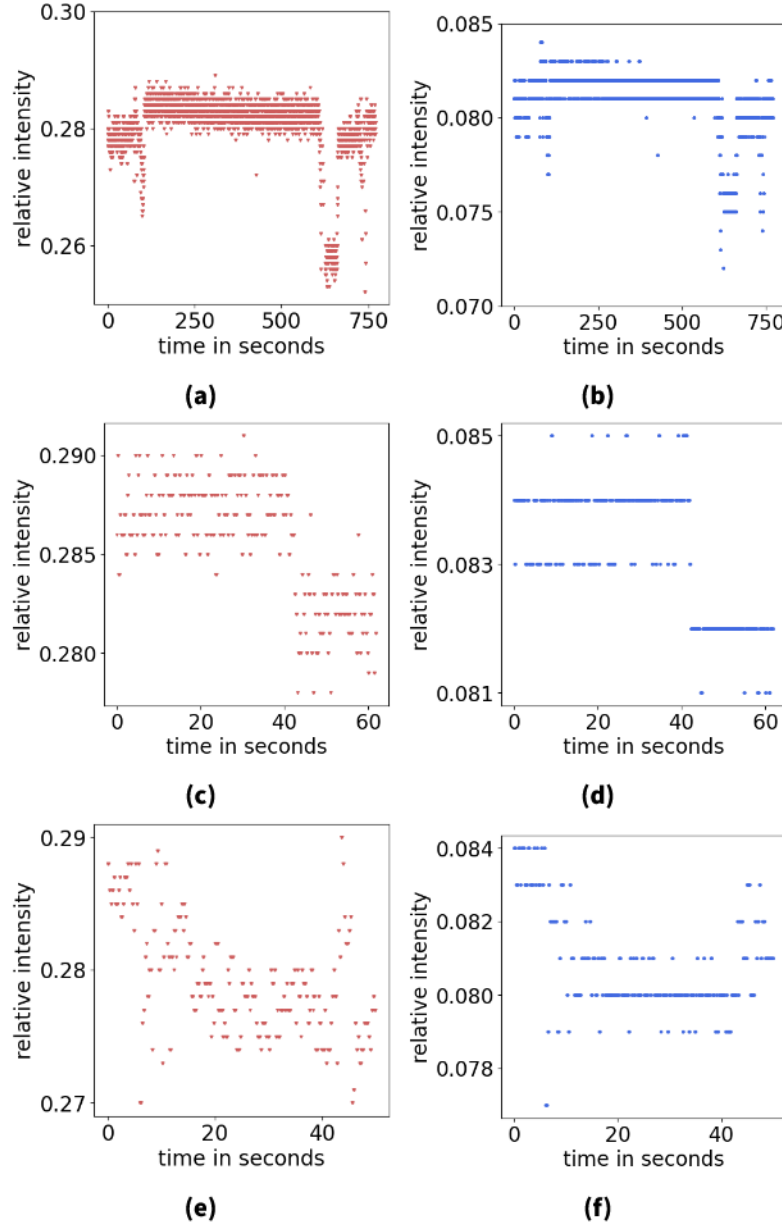 0.30
0.28
0.26
relative intensity
0 250 500 750
time in seconds
(a)
0.085
0.080
0.075
0.070
relative intensity
0 250 500 750
time in seconds
(b)
0.290
0.285
0.280
relative intensity
0 20 40 60
time in seconds
(c)
0.085
0.083
0.083
0.081
relative intensity
0 20 40 60
time in seconds
(d)
0.29
0.28
0.27
relative intensity
0 20 40
time in seconds
(e)
0.084
0.082
0.080
0.078
relative intensity
0 20 40
time in seconds
(f)